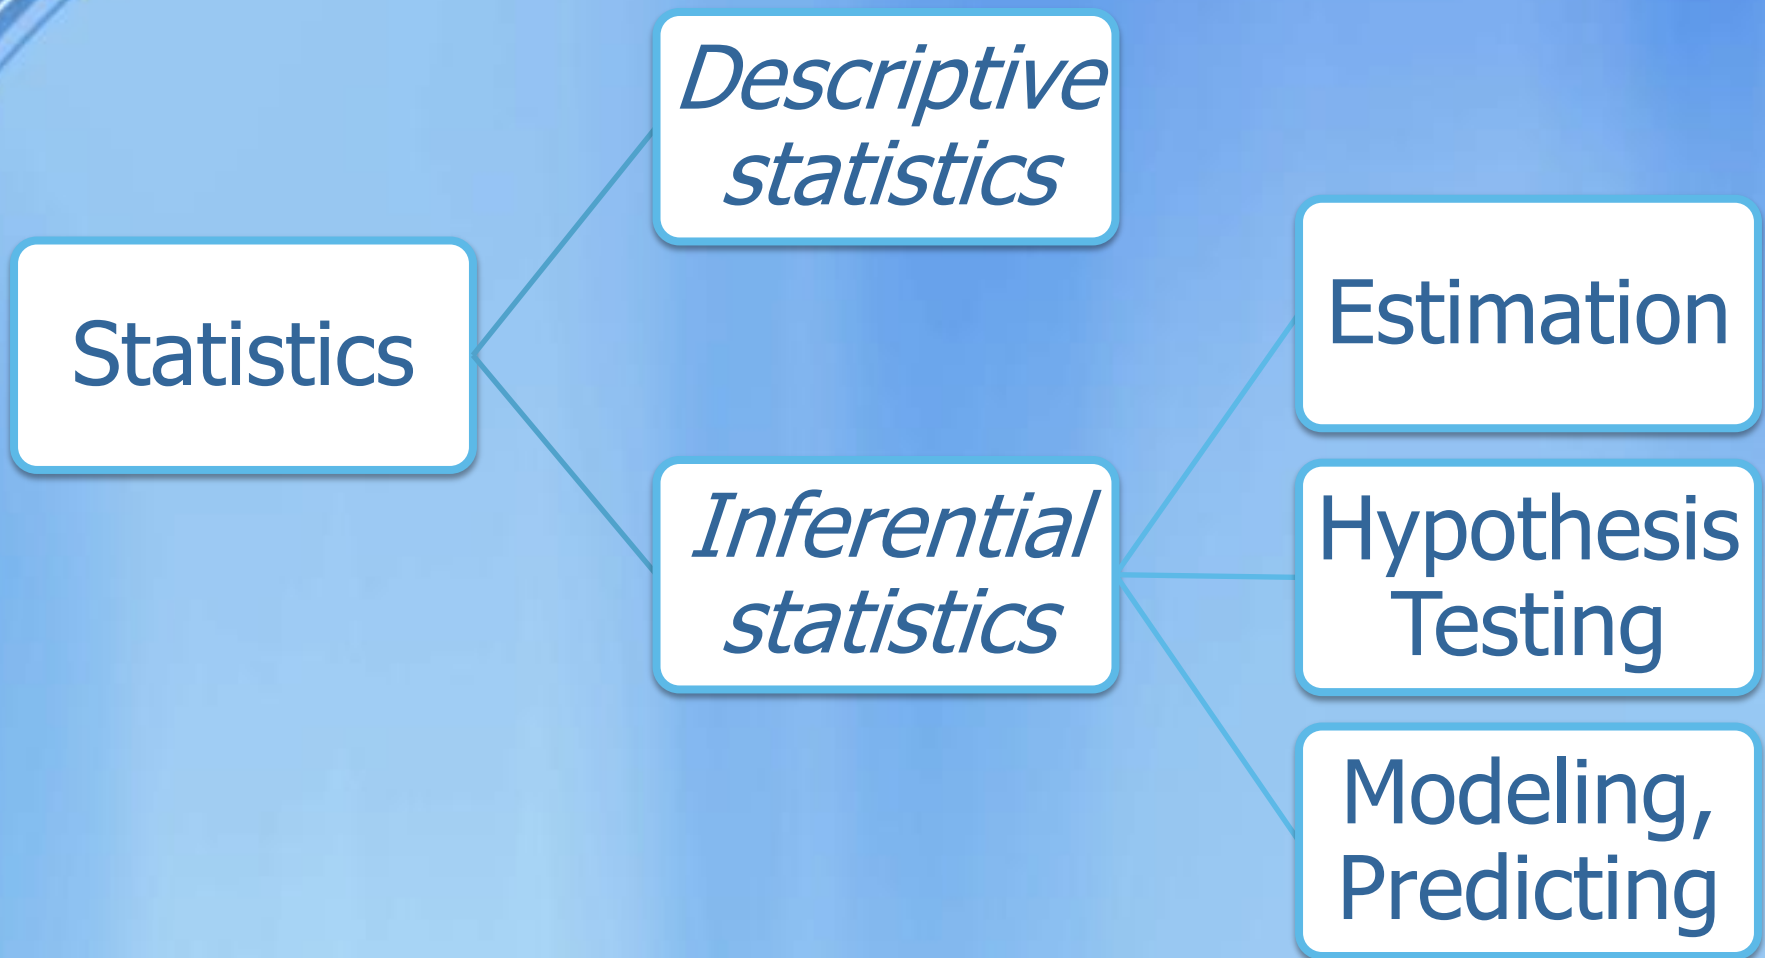 Statistics
Descriptive
statistics
Inferential
statistics
Estimation
Hypothesis
Testing
Modeling,
Predicting